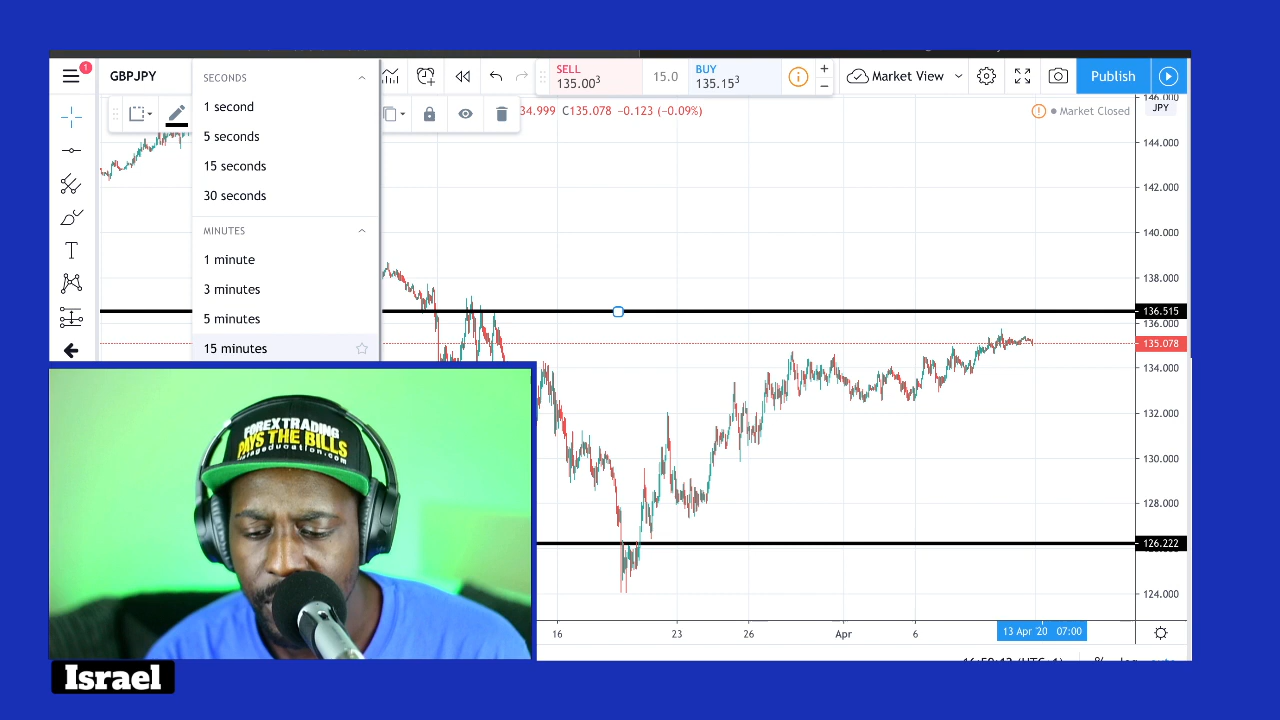 1
GBPJPY
SELL
135.00³
15.0
BUY
135.15³
+
−
Market View
Publish
34.999 C135.078 −0.123 (−0.09%)
Market Closed
SECONDS
1 second
5 seconds
15 seconds
30 seconds
MINUTES
1 minute
3 minutes
5 minutes
15 minutes
T
146.000
JPY
144.000
142.000
140.000
138.000
136.515
136.000
135.078
134.000
132.000
130.000
128.000
126.222
124.000
16
23
26
Apr
6
13 Apr '20 07:00
FOREX TRADING
PAYS THE BILLS
Israel